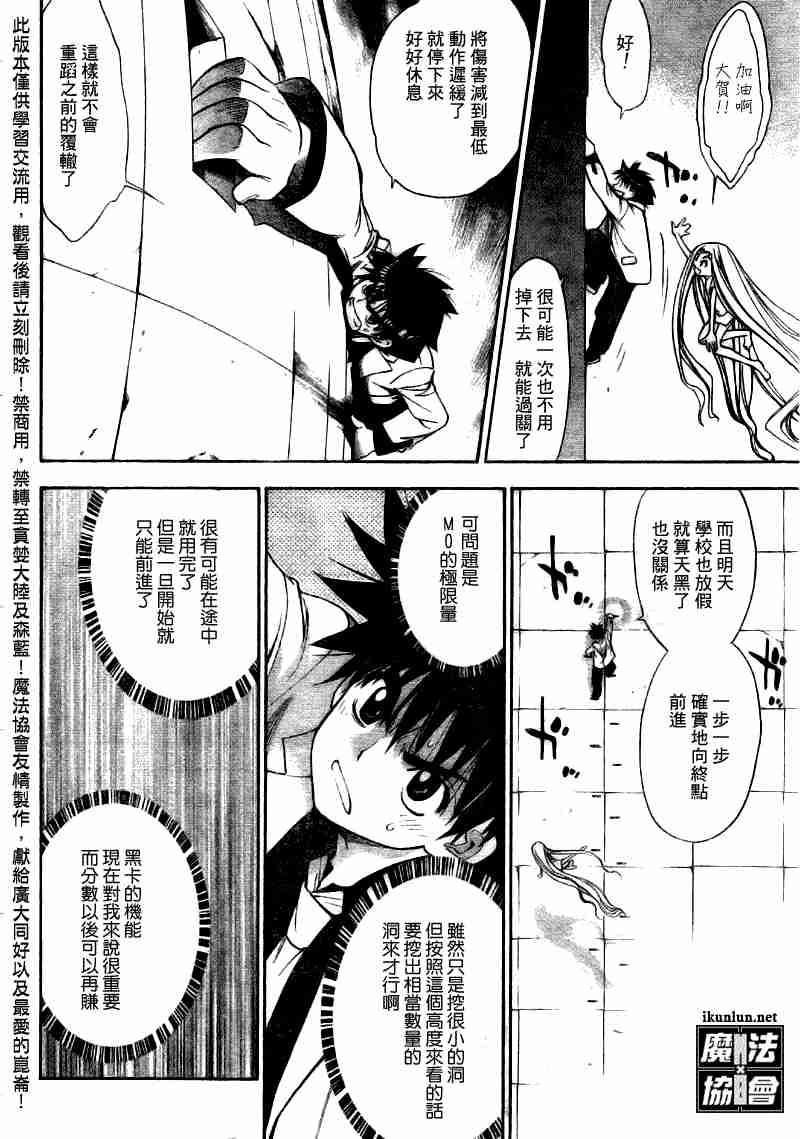 加油啊
大賀!!
好!
很可能一次也不用
掉下去 就能過關了
將傷害減到最低
動作遲緩了
就停下來
好好休息
這樣就不會
重蹈之前的覆轍了
而且明天
學校也放假
就算天黑了
也沒關係
一步一步
確實地向終點
前進
可問題是
M0的極限量
雖然只是挖很小的洞
但按照這個高度來看的話
要挖出相當數量的
洞來才行啊
很有可能在途中
就用完了
但是一旦開始就
只能前進了
黑卡的機能
現在對我來說很重要
而分數以後可以再賺
此版本僅供學習交流用，觀看後請立刻刪除！禁商用，禁轉至貪婪大陸及森藍！魔法協會友情製作，獻給廣大同好以及最愛的崑崙！
ikunlun.net
魔法
協會